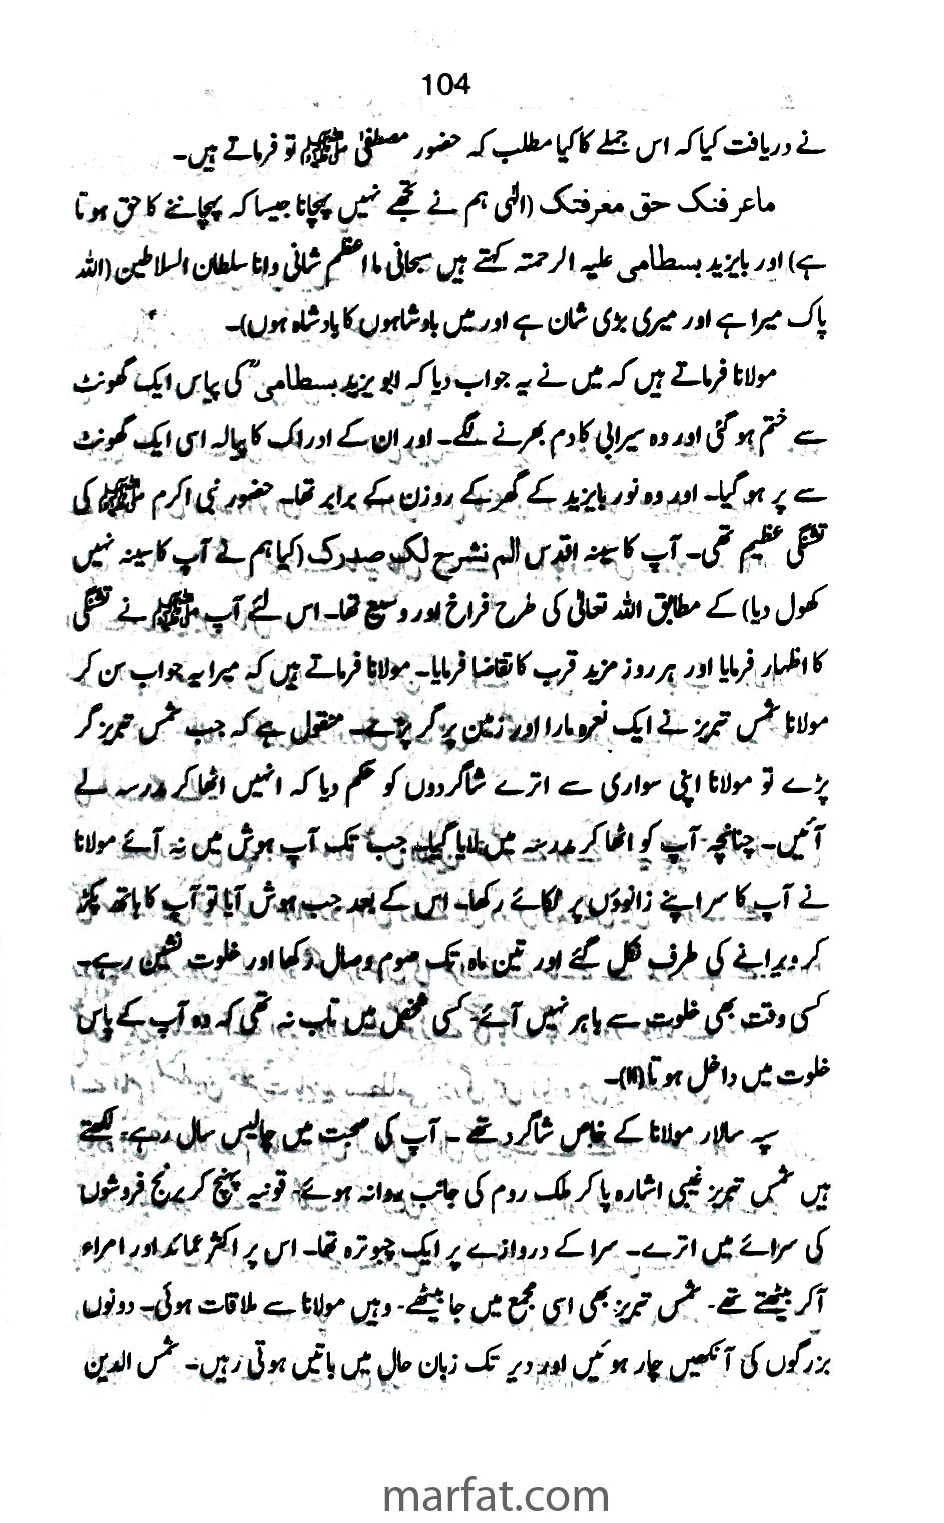 104
نے دریافت کیا کہ اس جملے کا کیا مطلب کہ حضور مصطفیٰ ﷺ تو فرماتے ہیں۔
ماعرفنک حق معرفتک (الٰہی ہم نے تجھے نہیں پہچانا جیسا کہ پہچاننے کا حق ہوتا
ہے) اور بایزید بسطامی علیہ الرحمتہ کہتے ہیں سبحانی ما اعظم شانی وانا سلطان السلاطین (اللہ
پاک میرا ہے اور میری بڑی شان ہے اور میں بادشاہوں کا بادشاہ ہوں)۔
مولانا فرماتے ہیں کہ میں نے یہ جواب دیا کہ ابو یزید بسطامیؒ کی پیاس ایک گھونٹ
سے ختم ہو گئی اور وہ سیرابی کا دم بھرنے لگے۔ اور ان کے ادراک کا پیالہ اسی ایک گھونٹ
سے پر ہو گیا۔ اور وہ نور بایزید کے گھر کے روزن کے برابر تھا۔ حضور نبی اکرم ﷺ کی
تشنگی عظیم تھی۔ آپ کا سینہ اقدس الم نشرح لک صدرک (کیا ہم نے آپ کا سینہ نہیں
کھول دیا) کے مطابق اللہ تعالیٰ کی طرح فراخ اور وسیع تھا۔ اس لئے آپ ﷺ نے تشنگی
کا اظہار فرمایا اور ہر روز مزید قرب کا تقاضا فرمایا۔ مولانا فرماتے ہیں کہ میرا یہ جواب سن کر
مولانا شمس تبریز نے ایک نعرہ مارا اور زمین پر گر پڑے۔ منقول ہے کہ جب شمس تبریز گر
پڑے تو مولانا اپنی سواری سے اترے شاگردوں کو حکم دیا کہ انہیں اٹھا کر مدرسہ لے
آئیں۔ چنانچہ آپ کو اٹھا کر مدرسہ میں لایا گیا۔ جب تک آپ ہوش میں نہ آئے مولانا
نے آپ کا سر اپنے زانوؤں پر لگائے رکھا۔ اس کے بعد جب ہوش آیا تو آپ کا ہاتھ پکڑ
کر ویرانے کی طرف نکل گئے اور تین ماہ تک صوم وصال رکھا اور خلوت نشین رہے۔
کسی وقت بھی خلوت سے باہر نہیں آئے۔ کسی شخص میں تاب نہ تھی کہ وہ آپ کے پاس
خلوت میں داخل ہوتا(۱۱)۔
سپہ سالار مولانا کے خاص شاگرد تھے ۔ آپ کی صحبت میں چالیس سال رہے۔ لکھتے
ہیں شمس تبریز غیبی اشارہ پا کر ملک روم کی جانب روانہ ہوئے۔ قونیہ پہنچ کر برنج فروشوں
کی سرائے میں اترے۔ سرا کے دروازے پر ایک چبوترہ تھا۔ اس پر اکثر عمائد اور امراء
آکر بیٹھتے تھے۔ شمس تبریز بھی اسی مجمع میں جا بیٹھے۔ وہیں مولانا سے ملاقات ہوئی۔ دونوں
بزرگوں کی آنکھیں چار ہوئیں اور دیر تک زبان حال میں باتیں ہوتی رہیں۔ شمس الدین
marfat.com